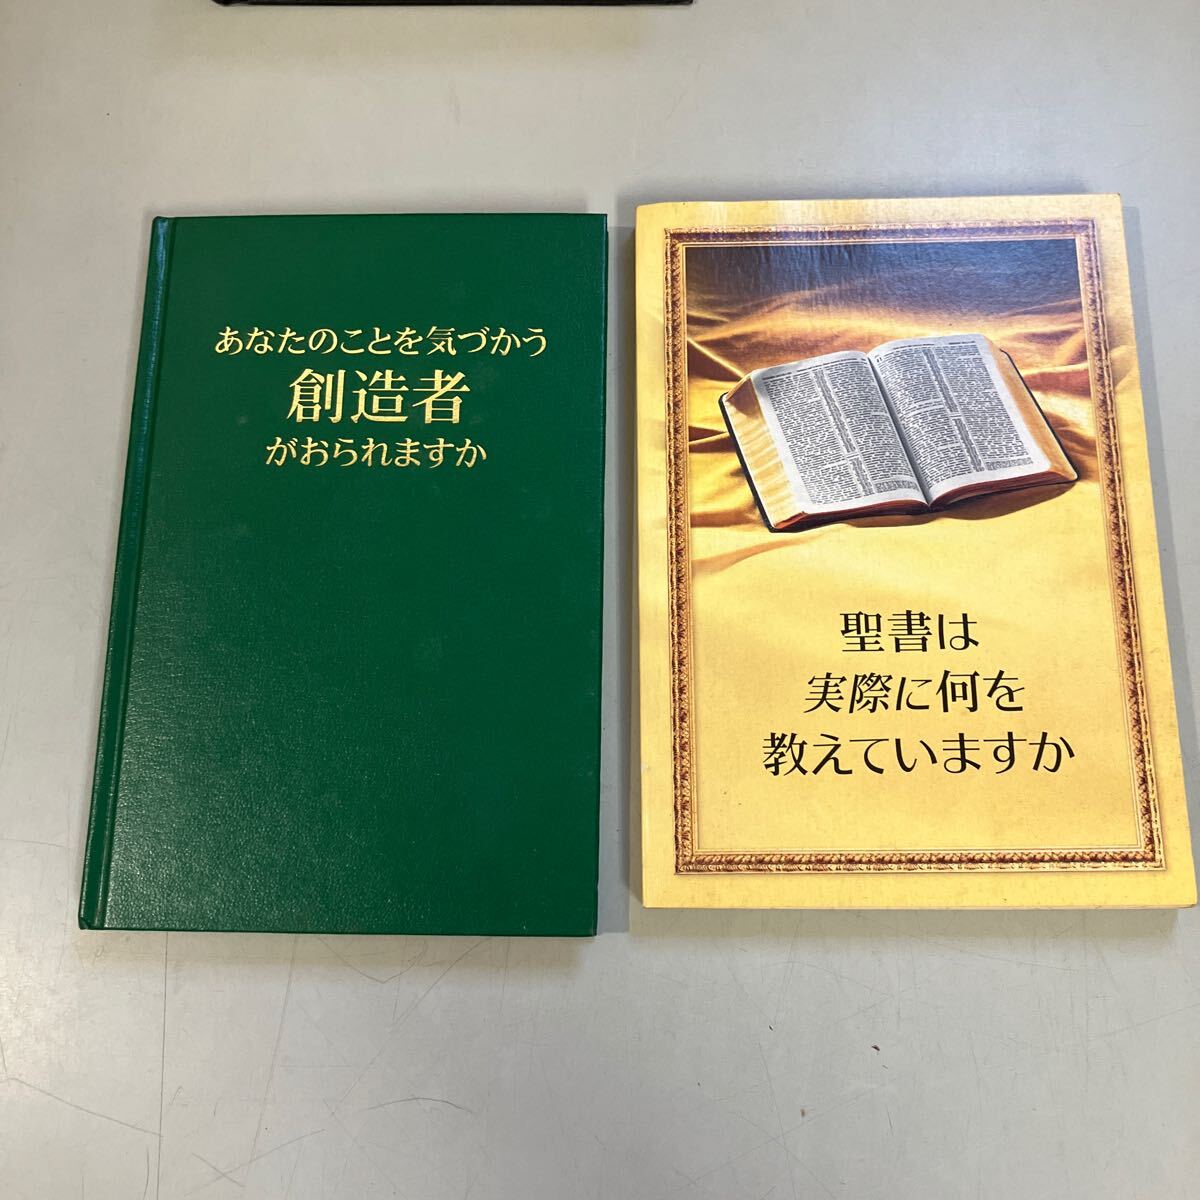 あなたのことを気づかう
創造者
がおられますか
聖書は
実際に何を
教えていますか